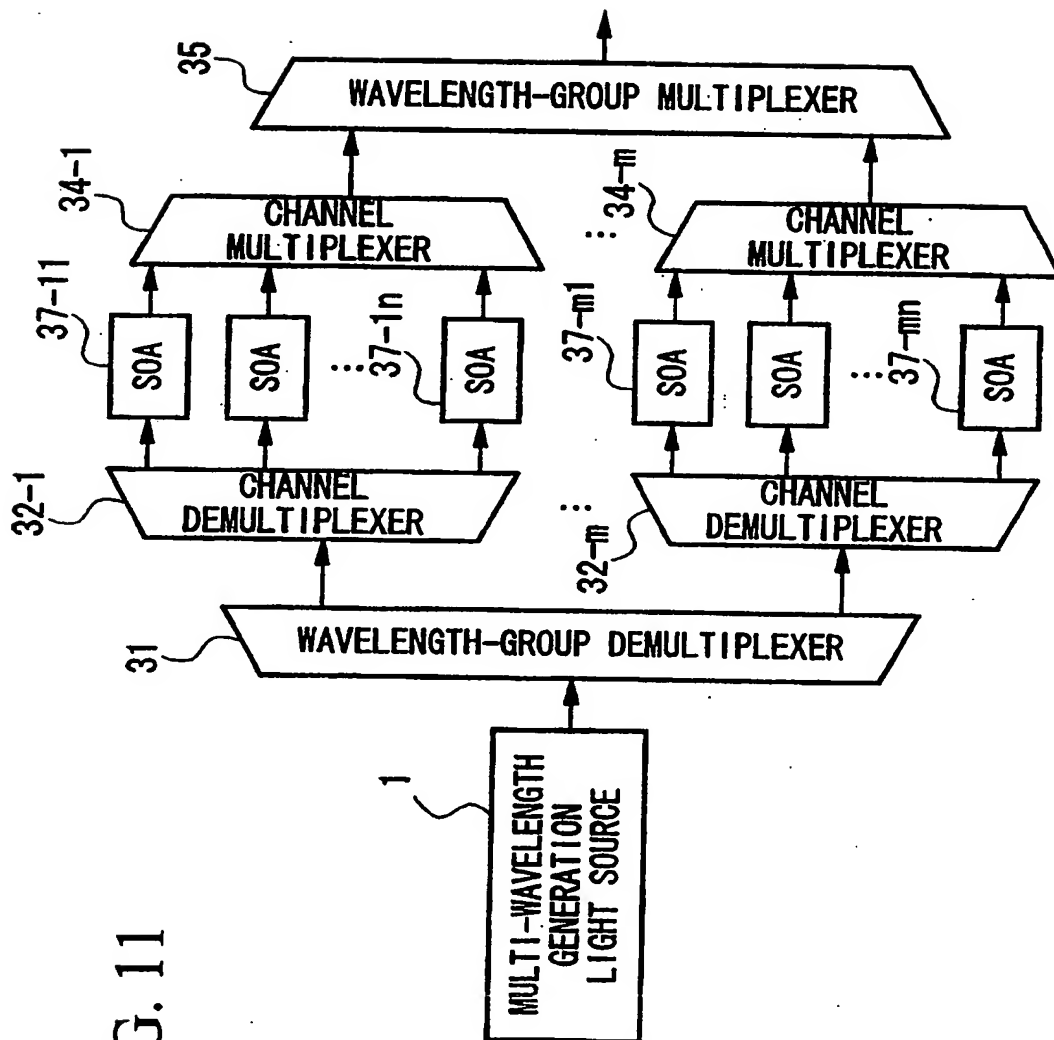 G. 11
1
MULTI-WAVELENGTH
GENERATION
LIGHT SOURCE
31
WAVELENGTH-GROUP DEMULTIPLEXER
32-1
CHANNEL
DEMULTIPLEXER
...
32-m
CHANNEL
DEMULTIPLEXER
37-11
SOA
SOA
...
37-1n
SOA
37-m1
SOA
SOA
...
37-mn
SOA
34-1
CHANNEL
MULTIPLEXER
...
34-m
CHANNEL
MULTIPLEXER
35
WAVELENGTH-GROUP MULTIPLEXER